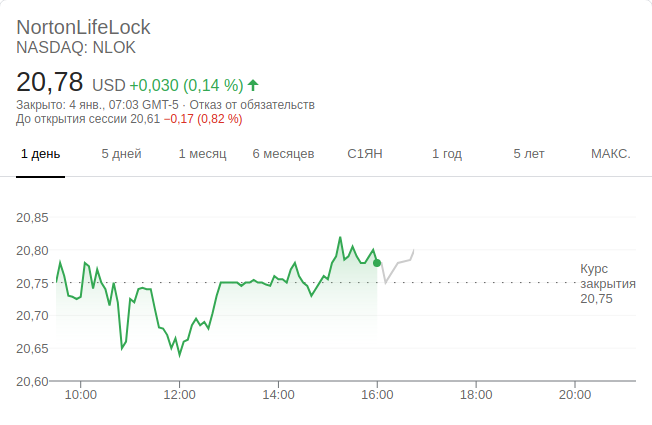 NortonLifeLock
NASDAQ: NLOK
20,78 USD +0,030 (0,14 %)
Закрыто: 4 янв., 07:03 GMT-5 · Отказ от обязательств
До открытия сессии 20,61 −0,17 (0,82 %)
1 день 5 дней 1 месяц 6 месяцев С1ЯН 1 год 5 лет МАКС.
20,85
20,80
20,75
20,70
20,65
20,60
Курс
закрытия
20,75
10:00 12:00 14:00 16:00 18:00 20:00